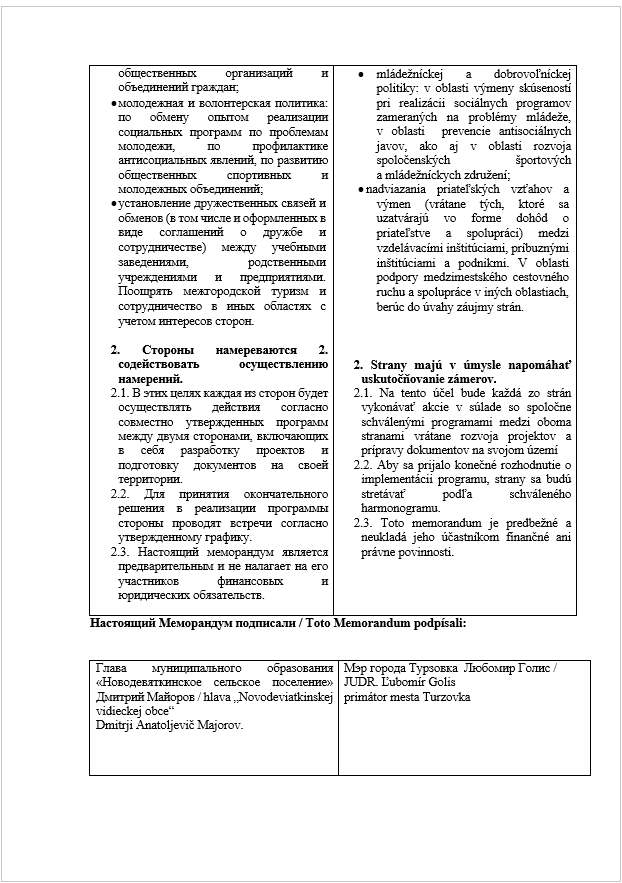 общественных организаций и
объединений граждан;
•молодежная и волонтерская политика:
по обмену опытом реализации
социальных программ по проблемам
молодежи, по профилактике
антисоциальных явлений, по развитию
общественных спортивных и
молодежных объединений;
•установление дружественных связей и
обменов (в том числе и оформленных в
виде соглашений о дружбе и
сотрудничестве) между учебными
заведениями, родственными
учреждениями и предприятиями.
Поощрять межгородской туризм и
сотрудничество в иных областях с
учетом интересов сторон.
2. Стороны намереваются 2.
содействовать осуществлению
намерений.
2.1. В этих целях каждая из сторон будет
осуществлять действия согласно
совместно утвержденных программ
между двумя сторонами, включающих
в себя разработку проектов и
подготовку документов на своей
территории.
2.2. Для принятия окончательного
решения в реализации программы
стороны проводят встречи согласно
утвержденному графику.
2.3. Настоящий меморандум является
предварительным и не налагает на его
участников финансовых и
юридических обязательств.
• mládežníckej a dobrovoľníckej
politiky: v oblasti výmeny skúseností
pri realizácii sociálnych programov
zameraných na problémy mládeže,
v oblasti prevencie antisociálnych
javov, ako aj v oblasti rozvoja
spoločenských športových
a mládežníckych združení;
•nadviazania priateľských vzťahov a
výmen (vrátane tých, ktoré sa
uzatvárajú vo forme dohôd o
priateľstve a spolupráci) medzi
vzdelávacími inštitúciami, príbuznými
inštitúciami a podnikmi. V oblasti
podpory medzimestského cestovného
ruchu a spolupráce v iných oblastiach,
berúc do úvahy záujmy strán.
2. Strany majú v úmysle napomáhať
uskutočňovanie zámerov.
2.1. Na tento účel bude každá zo strán
vykonávať akcie v súlade so spoločne
schválenými programami medzi oboma
stranami vrátane rozvoja projektov a
prípravy dokumentov na svojom území
2.2. Aby sa prijalo konečné rozhodnutie o
implementácii programu, strany sa budú
stretávať podľa schváleného
harmonogramu.
2.3. Toto memorandum je predbežné a
neukladá jeho účastníkom finančné ani
právne povinnosti.
Настоящий Меморандум подписали / Toto Memorandum podpísali:
Глава муниципального образования
«Новодевяткинское сельское поселение»
Дмитрий Майоров / hlava „Novodeviatkinskej
vidieckej obce“
Dmitrji Anatoljevič Majorov.
Мэр города Турзовка Любомир Голис /
JUDR. Ľubomír Golis
primátor mesta Turzovka